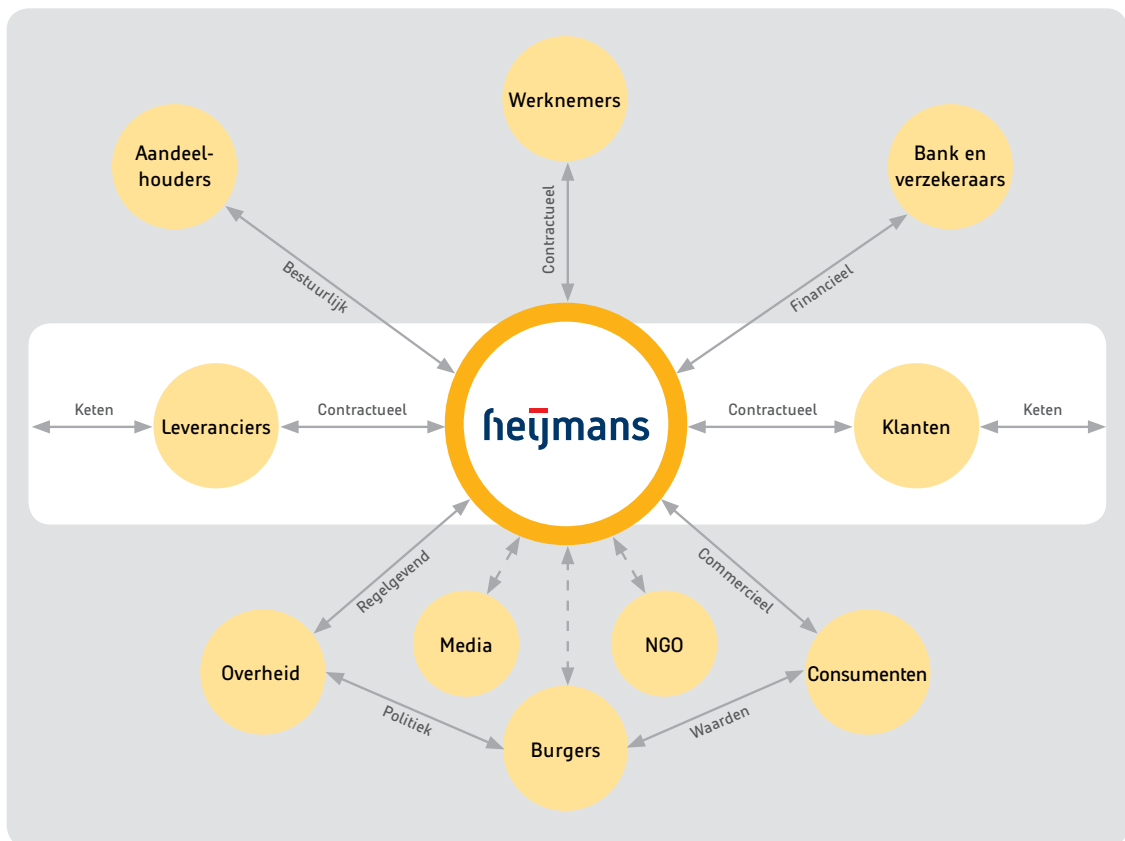 Werknemers
Aandeel-
houders
Bank en
verzekeraars
Contractueel
Bestuurlijk
Financieel
Keten
Leveranciers
Contractueel
heijmans
Contractueel
Klanten
Keten
Regelgevend
Commercieel
Media
NGO
Overheid
Consumenten
Politiek
Waarden
Burgers